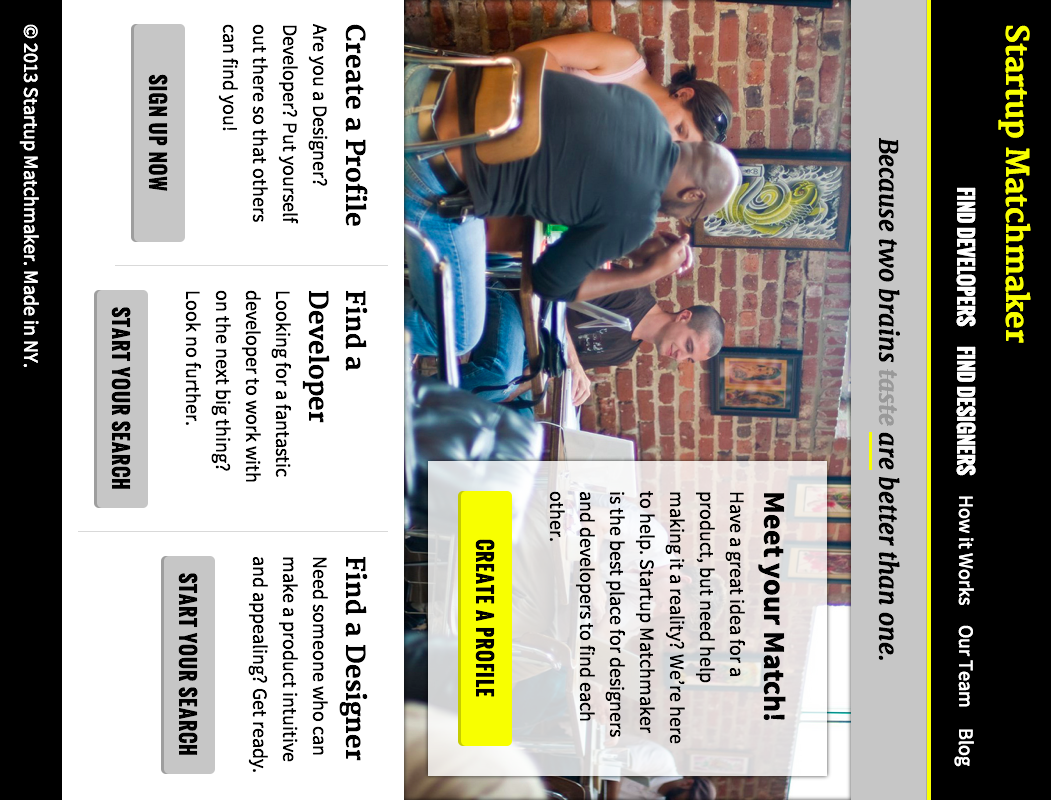 Startup Matchmaker
FIND DEVELOPERS FIND DESIGNERS How it Works Our Team Blog
Because two brains taste are better than one.
Meet your Match!
Have a great idea for a
product, but need help
making it a reality? We're here
to help. Startup Matchmaker
is the best place for designers
and developers to find each
other.
CREATE A PROFILE
Create a Profile
Are you a Designer?
Developer? Put yourself
out there so that others
can find you!
SIGN UP NOW
Find a
Developer
Looking for a fantastic
developer to work with
on the next big thing?
Look no further.
START YOUR SEARCH
Find a Designer
Need someone who can
make a product intuitive
and appealing? Get ready.
START YOUR SEARCH
© 2013 Startup Matchmaker. Made in NY.